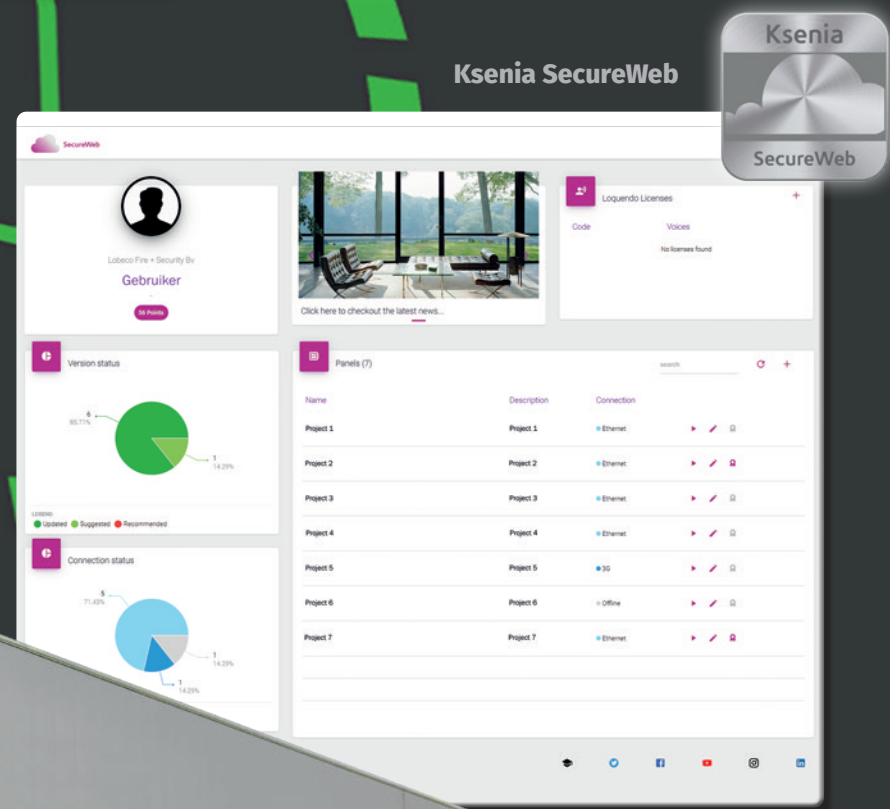 Ksenia SecureWeb
Ksenia
SecureWeb
SecureWeb
Lobeco Fire + Security Bv
Gebruiker
-
56 Points
Click here to checkout the latest news...
Loquendo Licenses
+
Code Voices
No licenses found
Version status
6
85.71%
1
14.29%
LEGEND:
Updated Suggested Recommended
Connection status
5
71.43%
1
14.29%
1
14.29%
Panels (7)
search
+
Name Description Connection
Project 1 Project 1 Ethernet
Project 2 Project 2 Ethernet
Project 3 Project 3 Ethernet
Project 4 Project 4 Ethernet
Project 5 Project 5 3G
Project 6 Project 6 Offline
Project 7 Project 7 Ethernet